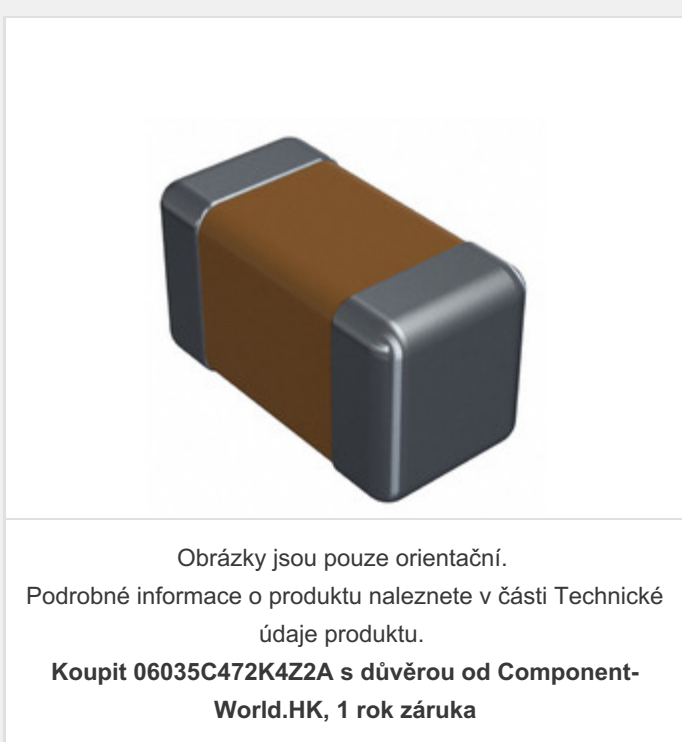 Obrázky jsou pouze orientační.
Podrobné informace o produktu naleznete v části Technické
údaje produktu.
Koupit 06035C472K4Z2A s důvěrou od Component-
World.HK, 1 rok záruka